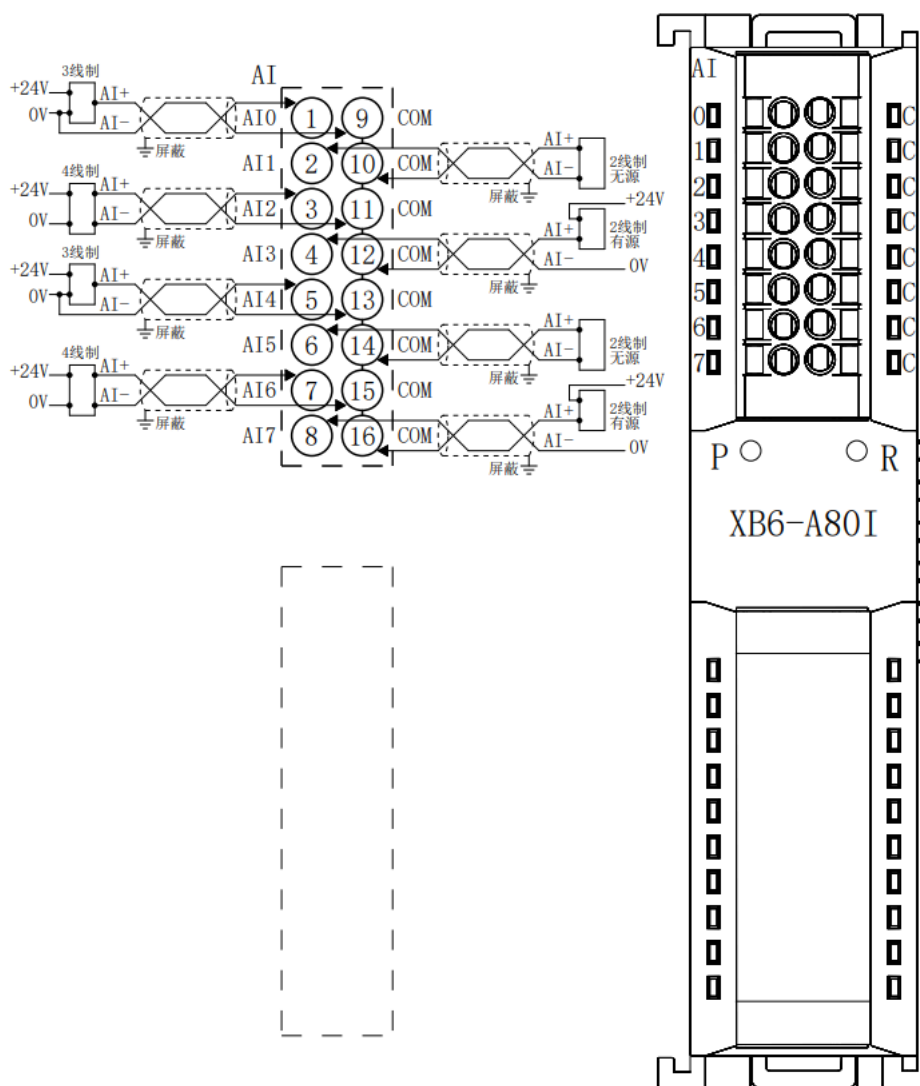 AI
3线制
+24V
0V
AI+
AI-
屏蔽
AI0
1
9
COM
AI1
2
10
COM
AI+
AI-
2线制
无源
屏蔽
4线制
+24V
0V
AI+
AI-
屏蔽
AI2
3
11
COM
AI3
4
12
COM
+24V
AI+
AI-
2线制
有源
0V
屏蔽
3线制
+24V
0V
AI+
AI-
屏蔽
AI4
5
13
COM
AI5
6
14
COM
AI+
AI-
2线制
无源
屏蔽
4线制
+24V
0V
AI+
AI-
屏蔽
AI6
7
15
COM
AI7
8
16
COM
+24V
AI+
AI-
2线制
有源
0V
屏蔽
AI
0 C
1 C
2 C
3 C
4 C
5 C
6 C
7 C
P R
XB6-A80I